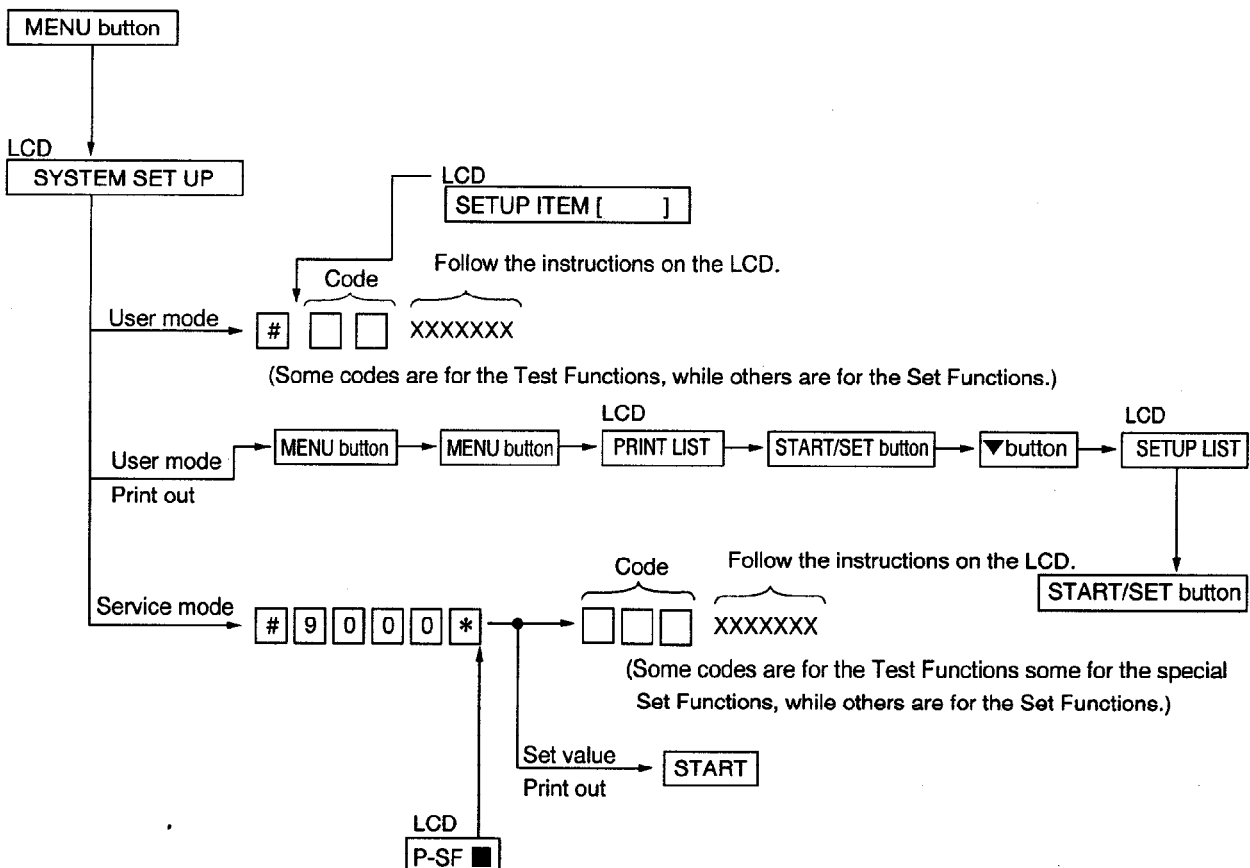 MENU button
LCD
SYSTEM SET UP
LCD
SETUP ITEM [ ]
Code
Follow the instructions on the LCD.
User mode
# XXXXXXX
(Some codes are for the Test Functions, while others are for the Set Functions.)
LCD
LCD
User mode
Print out
MENU button
MENU button
PRINT LIST
START/SET button
▼button
SETUP LIST
START/SET button
Code
Follow the instructions on the LCD.
Service mode
# 9 0 0 0 *
XXXXXXX
(Some codes are for the Test Functions some for the special
Set Functions, while others are for the Set Functions.)
Set value
Print out
START
LCD
P-SF ■